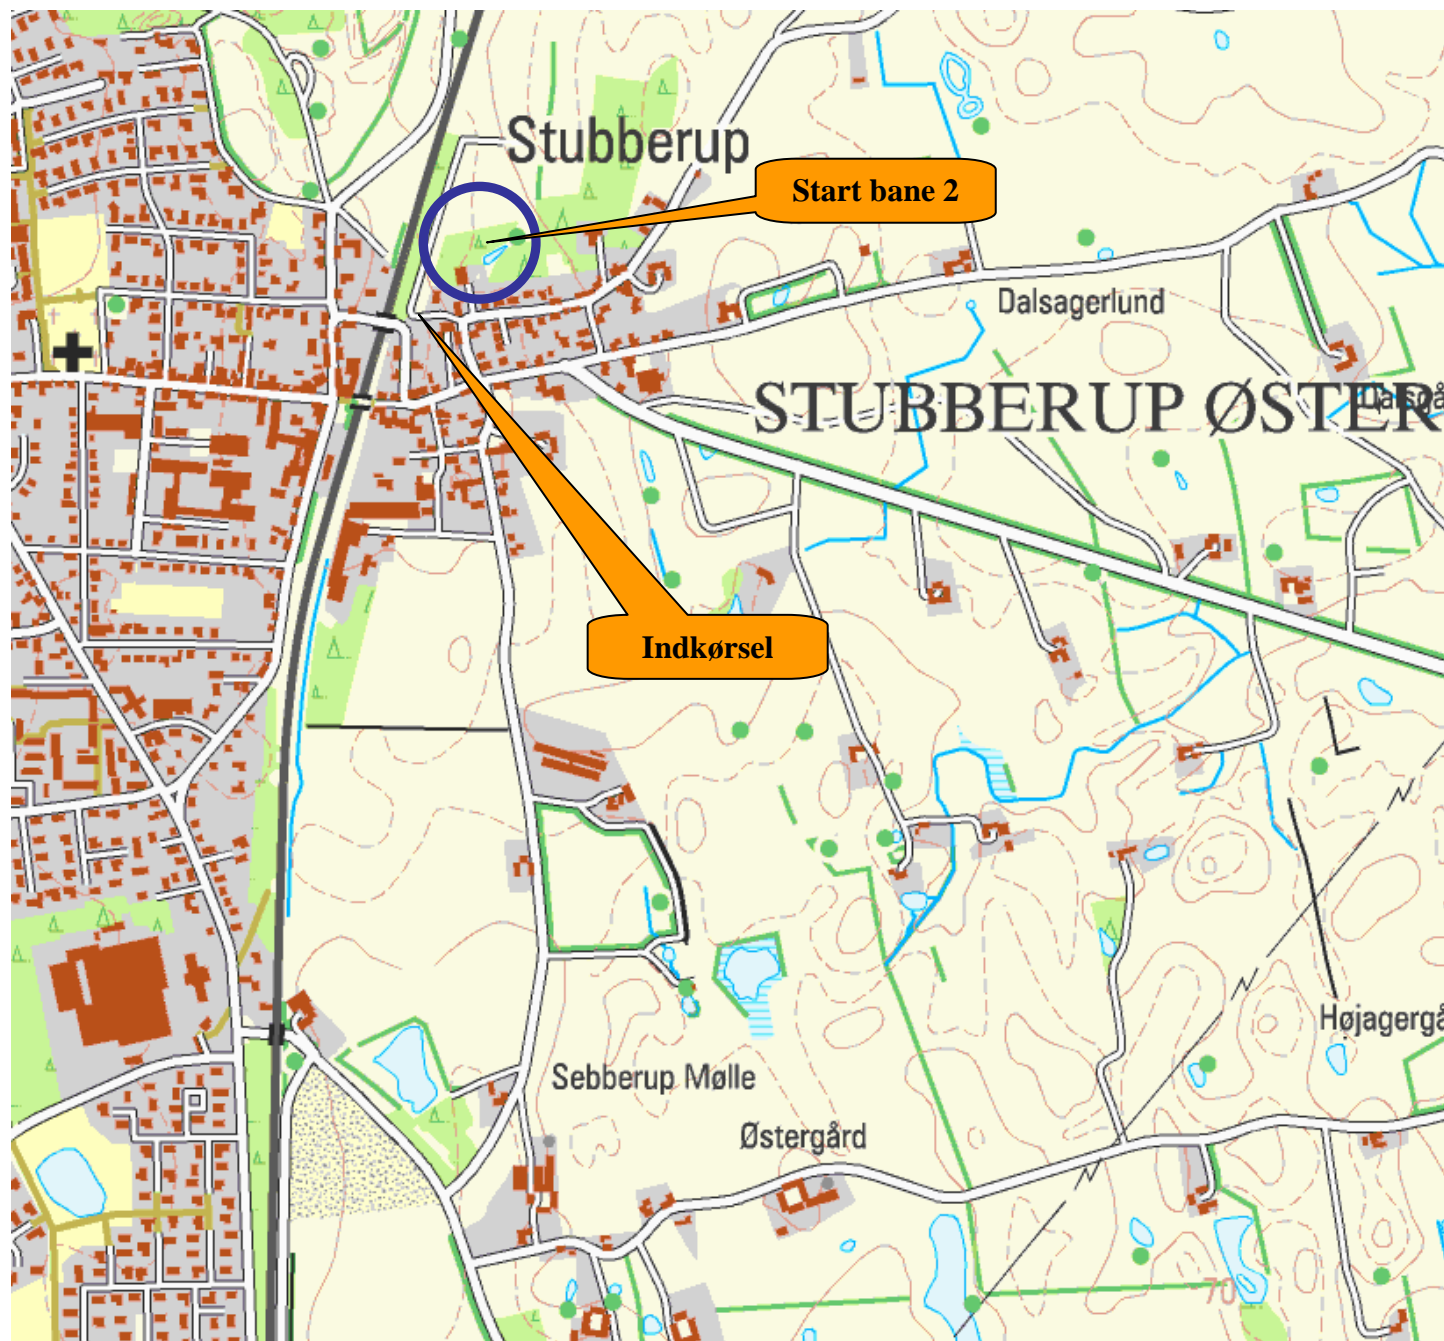 Stubberup
Start bane 2
Dalsagerlund
STUBBERUP ØSTER
Indkørsel
Højagergå
Sebberup Mølle
Østergård
70